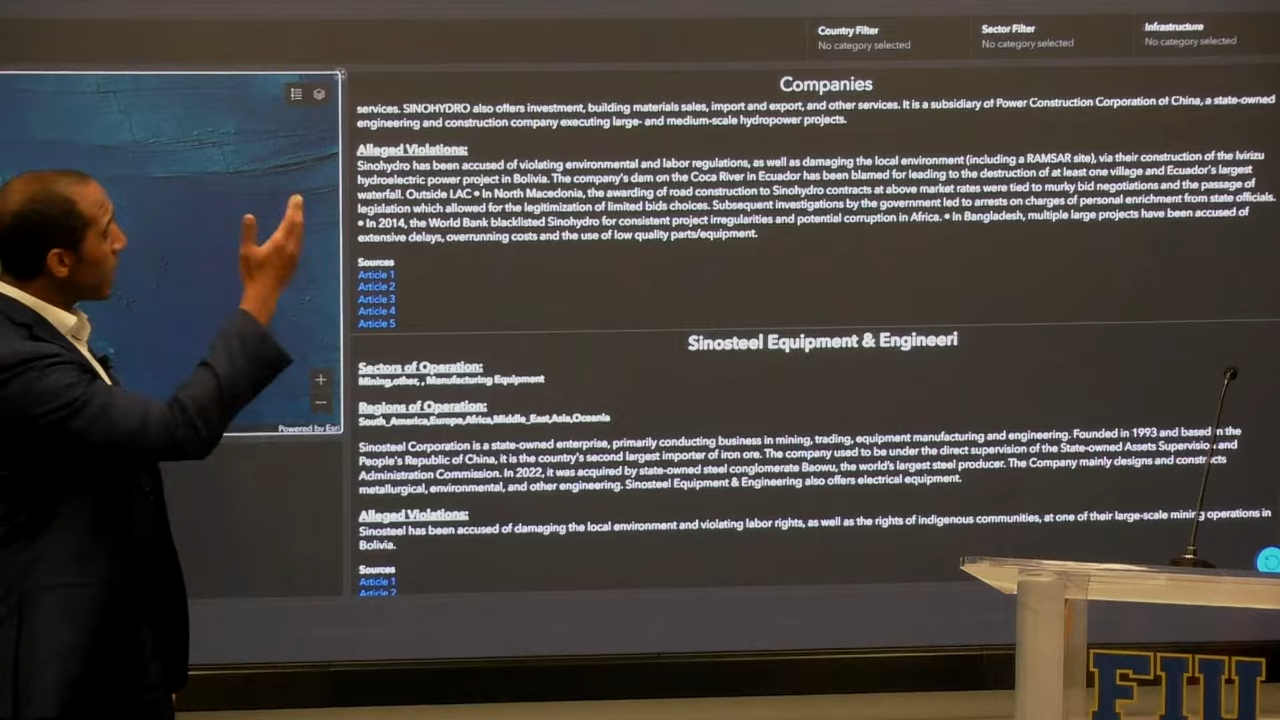 Country Filter
No category selected
Sector Filter
No category selected
Infrastructure
No category selected
Companies
services. SINOHYDRO also offers investment, building materials sales, import and export, and other services. It is a subsidiary of Power Construction Corporation of China, a state-owned
engineering and construction company executing large- and medium-scale hydropower projects.
Alleged Violations:
Sinohydro has been accused of violating environmental and labor regulations, as well as damaging the local environment (including a RAMSAR site), via their construction of the Ivirizu
hydroelectric power project in Bolivia. The company's dam on the Coca River in Ecuador has been blamed for leading to the destruction of at least one village and Ecuador's largest
waterfall. Outside LAC • In North Macedonia, the awarding of road construction to Sinohydro contracts at above market rates were tied to murky bid negotiations and the passage of
legislation which allowed for the legitimization of limited bids choices. Subsequent investigations by the government led to arrests on charges of personal enrichment from state officials.
• In 2014, the World Bank blacklisted Sinohydro for consistent project irregularities and potential corruption in Africa. • In Bangladesh, multiple large projects have been accused of
extensive delays, overrunning costs and the use of low quality parts/equipment.
Sources
Article 1
Article 2
Article 3
Article 4
Article 5
Sinosteel Equipment & Engineeri
Sectors of Operation:
Mining,other, , Manufacturing Equipment
Regions of Operation:
South_America,Europe,Africa,Middle_East,Asia,Oceania
Sinosteel Corporation is a state-owned enterprise, primarily conducting business in mining, trading, equipment manufacturing and engineering. Founded in 1993 and based in the
People's Republic of China, it is the country's second largest importer of iron ore. The company used to be under the direct supervision of the State-owned Assets Supervision and
Administration Commission. In 2022, it was acquired by state-owned steel conglomerate Baowu, the world's largest steel producer. The Company mainly designs and constructs
metallurgical, environmental, and other engineering. Sinosteel Equipment & Engineering also offers electrical equipment.
Alleged Violations:
Sinosteel has been accused of damaging the local environment and violating labor rights, as well as the rights of indigenous communities, at one of their large-scale mining operations in
Bolivia.
Sources
Article 1
Article 2
Powered by Esri
FIU